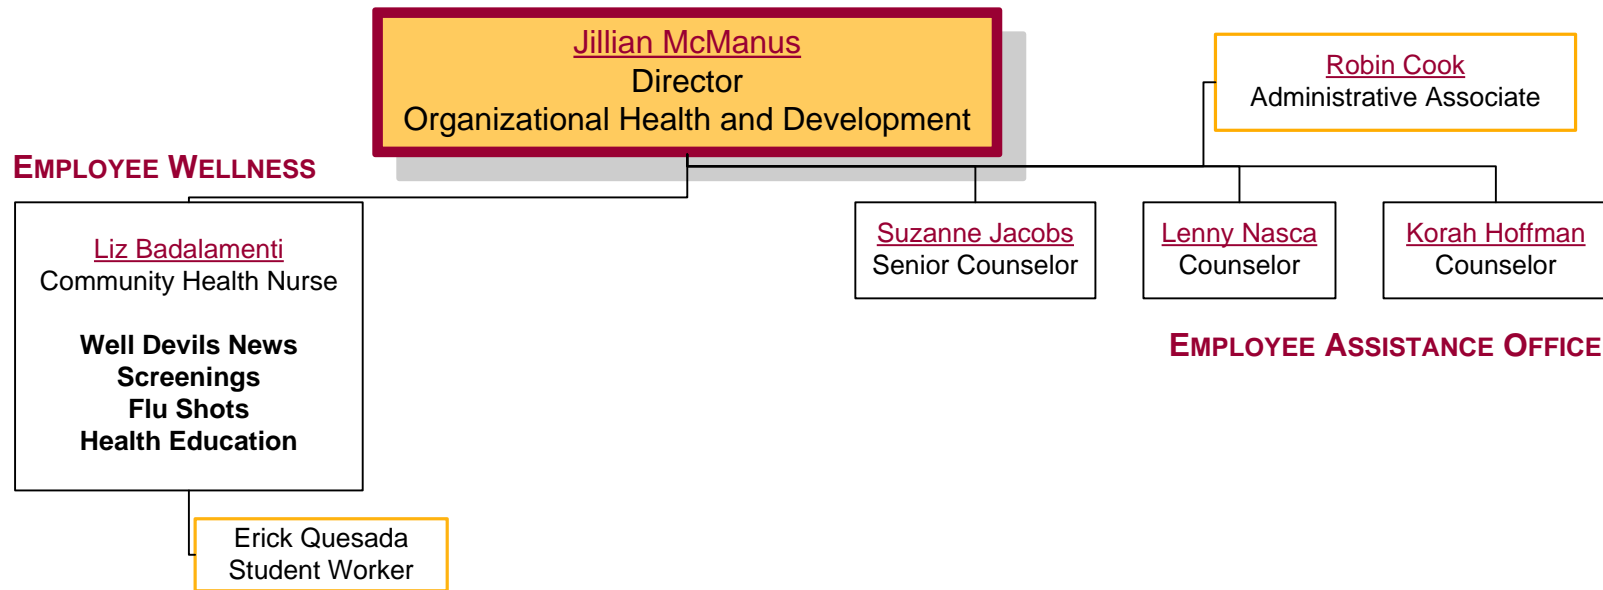 Jillian McManus
Director
Organizational Health and Development
Robin Cook
Administrative Associate
EMPLOYEE WELLNESS
Liz Badalamenti
Community Health Nurse
Well Devils News
Screenings
Flu Shots
Health Education
Erick Quesada
Student Worker
Suzanne Jacobs
Senior Counselor
Lenny Nasca
Counselor
Korah Hoffman
Counselor
EMPLOYEE ASSISTANCE OFFICE